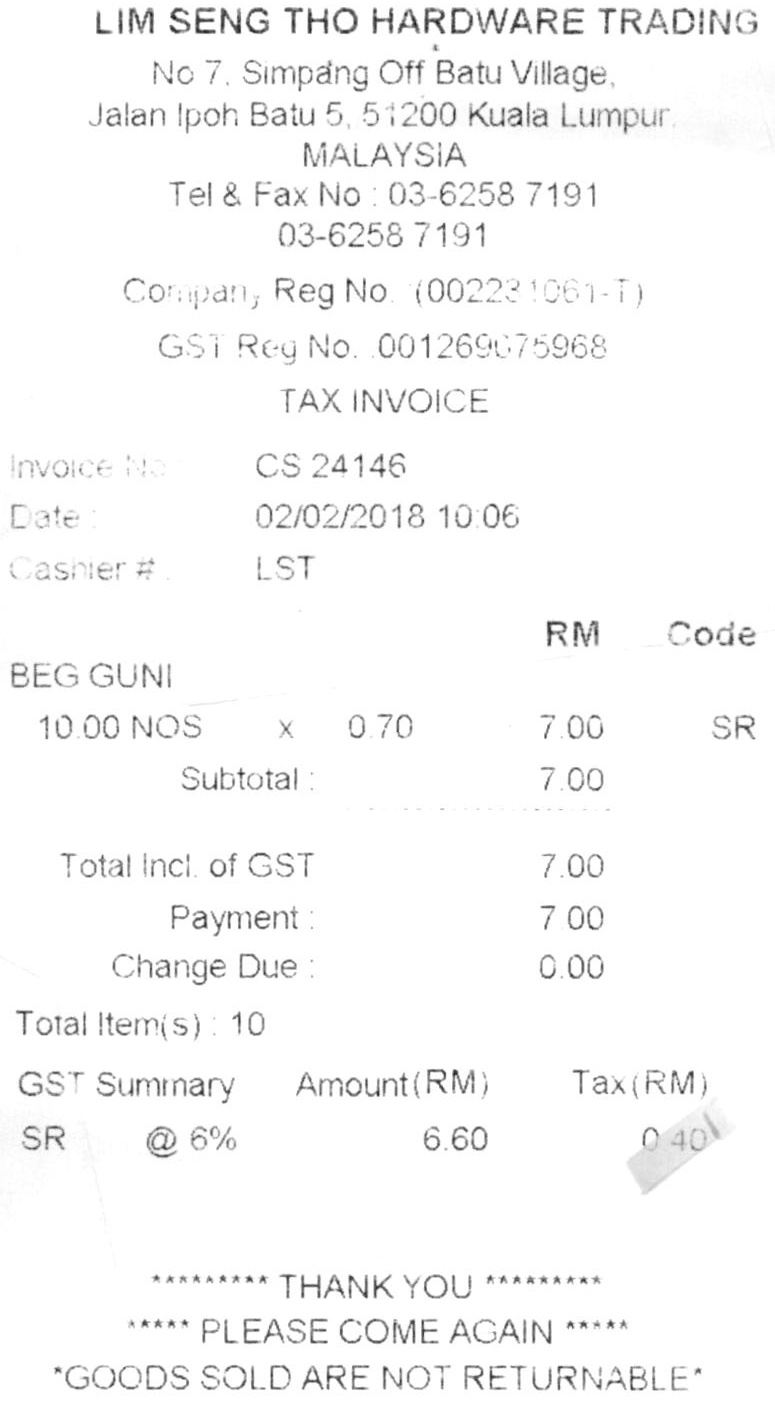 LIM SENG THO HARDWARE TRADING
No 7, Simpang Off Batu Village,
Jalan Ipoh Batu 5, 51200 Kuala Lumpur.
MALAYSIA
Tel & Fax No : 03-6258 7191
03-6258 7191
Company Reg No. (002231061-T)
GST Reg No. :001269075968
TAX INVOICE
Invoice No : CS 24146
Date : 02/02/2018 10:06
Cashier # : LST
RM Code
BEG GUNI
10.00 NOS x 0.70 7.00 SR
Subtotal : 7.00
Total Incl. of GST 7.00
Payment : 7.00
Change Due : 0.00
Total Item(s) : 10
GST Summary Amount(RM) Tax(RM)
SR @ 6% 6.60 0.40
********* THANK YOU *********
***** PLEASE COME AGAIN *****
*GOODS SOLD ARE NOT RETURNABLE*